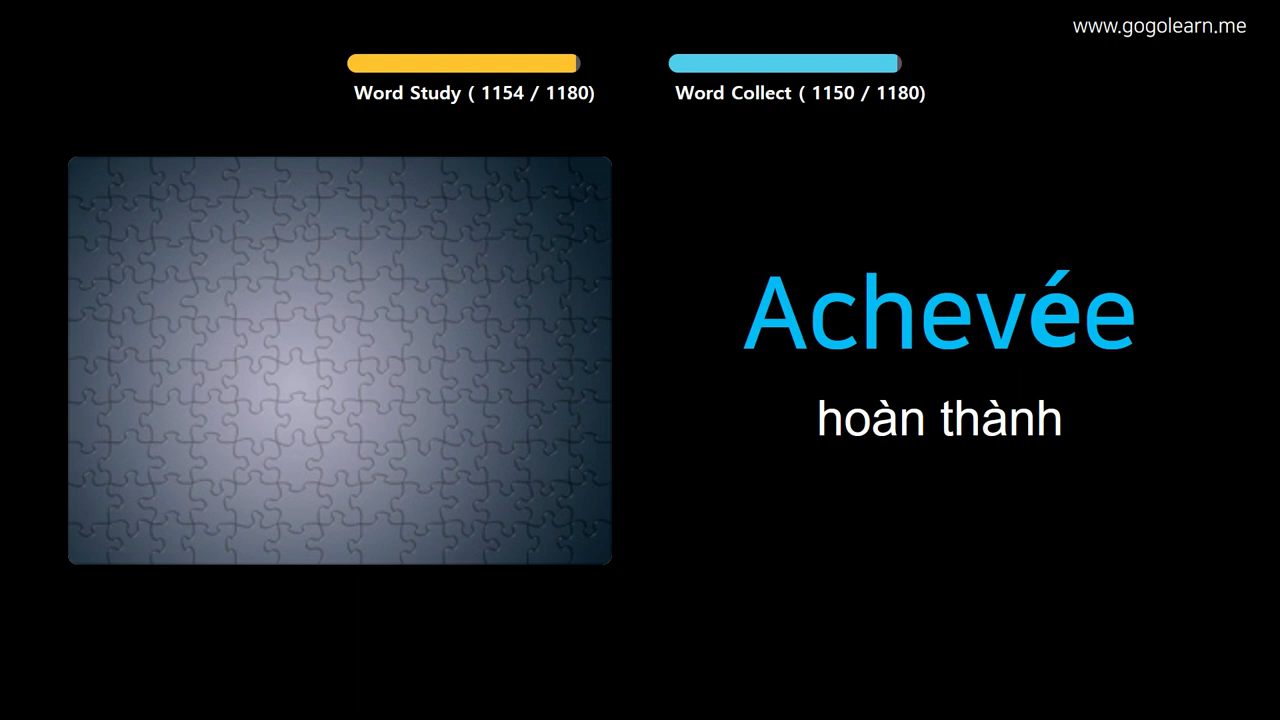 www.gogolearn.me
Word Study ( 1154 / 1180)
Word Collect ( 1150 / 1180)
Achevée
hoàn thành